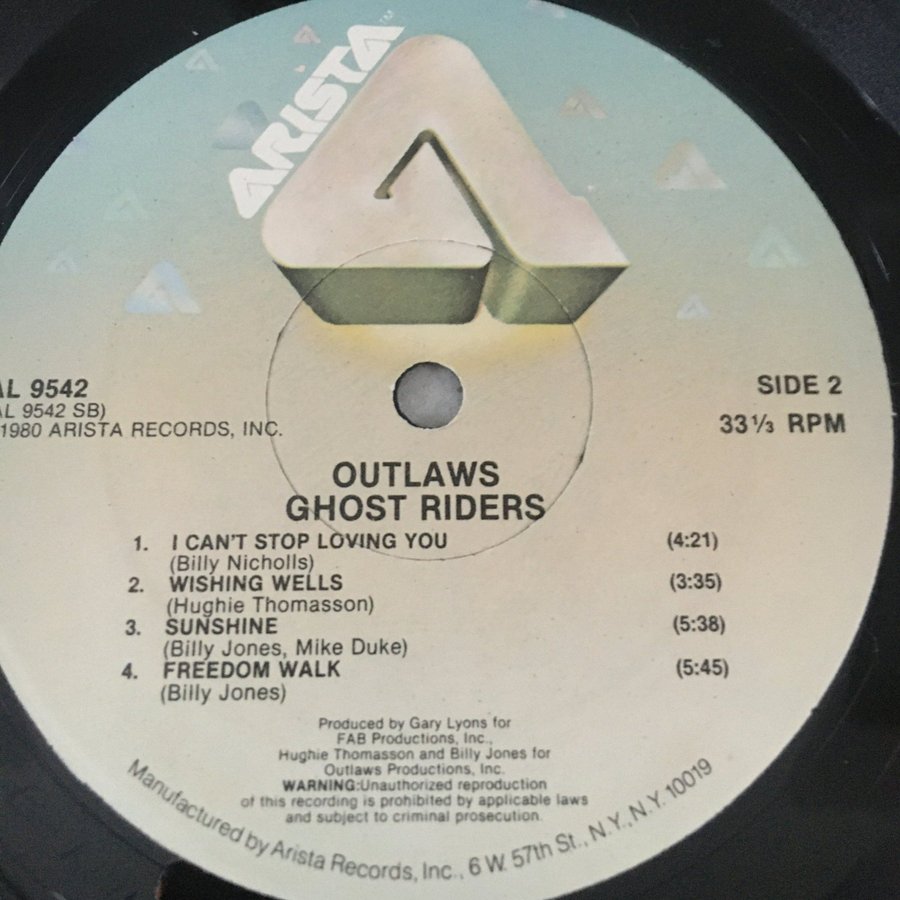 ARISTA™
AL 9542
(AL 9542 SB)
1980 ARISTA RECORDS, INC.
SIDE 2
33⅓ RPM
OUTLAWS
GHOST RIDERS
1. I CAN'T STOP LOVING YOU (4:21)
(Billy Nicholls)
2. WISHING WELLS (3:35)
(Hughie Thomasson)
3. SUNSHINE (5:38)
(Billy Jones, Mike Duke)
4. FREEDOM WALK (5:45)
(Billy Jones)
Produced by Gary Lyons for
FAB Productions, Inc.,
Hughie Thomasson and Billy Jones for
Outlaws Productions, Inc.
WARNING:Unauthorized reproduction
of this recording is prohibited by applicable laws
and subject to criminal prosecution.
Manufactured by Arista Records, Inc., 6 W. 57th St., N.Y., N.Y. 10019